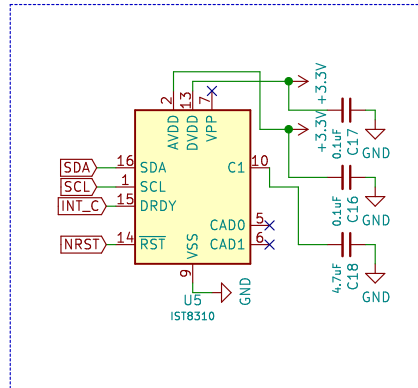 +3.3V
2
13
7
AVDD
DVDD
VPP
+3.3V
0.1uF
C17
GND
SDA
16
SDA
C1
10
SCL
1
SCL
INT_C
15
DRDY
0.1uF
C16
GND
CAD0
5
NRST
14
RST
CAD1
6
VSS
9
4.7uF
C18
GND
GND
U5
IST8310